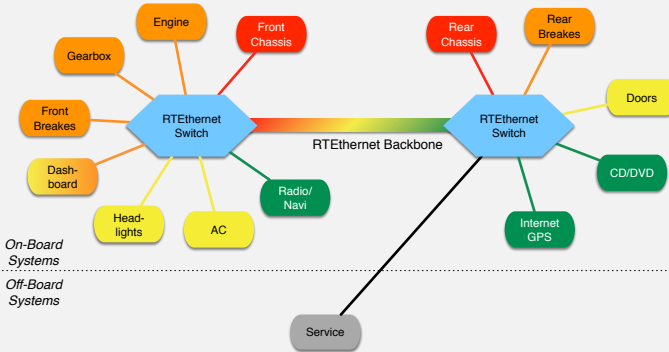 Engine
Front
Chassis
Rear
Chassis
Rear
Breakes
Gearbox
Doors
Front
Breakes
RTEthernet
Switch
RTEthernet
Switch
RTEthernet Backbone
Dash-
board
CD/DVD
Radio/
Navi
Head-
lights
AC
Internet
GPS
On-Board
Systems
Off-Board
Systems
Service